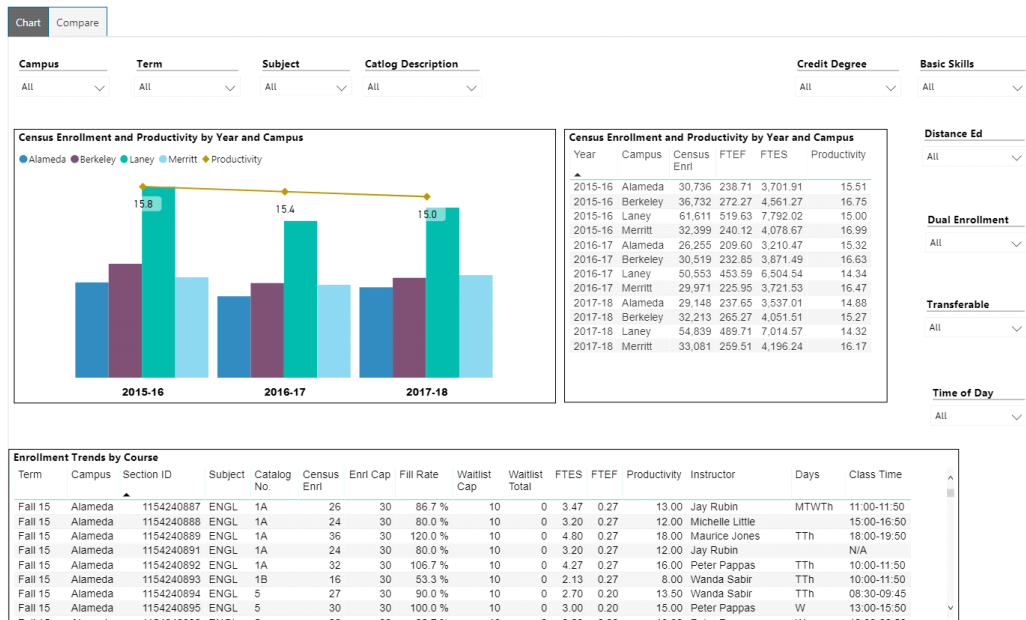 Chart Compare
Campus Term Subject Catlog Description Credit Degree Basic Skills
All All All All All All
Census Enrollment and Productivity by Year and Campus
Alameda Berkeley Laney Merritt Productivity
15.8
15.4
15.0
2015-16 2016-17 2017-18
Census Enrollment and Productivity by Year and Campus
Year Campus Census Enrl FTEF FTES Productivity
2015-16 Alameda 30,736 238.71 3,701.91 15.51
2015-16 Berkeley 36,732 272.27 4,561.27 16.75
2015-16 Laney 61,611 519.63 7,792.02 15.00
2015-16 Merritt 32,399 240.12 4,078.67 16.99
2016-17 Alameda 26,255 209.60 3,210.47 15.32
2016-17 Berkeley 30,519 232.85 3,871.49 16.63
2016-17 Laney 50,553 453.59 6,504.54 14.34
2016-17 Merritt 29,971 225.95 3,721.53 16.47
2017-18 Alameda 29,148 237.65 3,537.01 14.88
2017-18 Berkeley 32,213 265.27 4,051.51 15.27
2017-18 Laney 54,839 489.71 7,014.57 14.32
2017-18 Merritt 33,081 259.51 4,196.24 16.17
Distance Ed
All
Dual Enrollment
All
Transferable
All
Time of Day
All
Enrollment Trends by Course
Term Campus Section ID Subject Catalog No. Census Enrl Enrl Cap Fill Rate Waitlist Cap Waitlist Total FTES FTEF Productivity Instructor Days Class Time
Fall 15 Alameda 1154240887 ENGL 1A 26 30 86.7 % 10 0 3.47 0.27 13.00 Jay Rubin MTWTh 11:00-11:50
Fall 15 Alameda 1154240888 ENGL 1A 24 30 80.0 % 10 0 3.20 0.27 12.00 Michelle Little 15:00-16:50
Fall 15 Alameda 1154240889 ENGL 1A 36 30 120.0 % 10 0 4.80 0.27 18.00 Maurice Jones TTh 18:00-19:50
Fall 15 Alameda 1154240891 ENGL 1A 24 30 80.0 % 10 0 3.20 0.27 12.00 Jay Rubin N/A
Fall 15 Alameda 1154240892 ENGL 1A 32 30 106.7 % 10 0 4.27 0.27 16.00 Peter Pappas TTh 10:00-11:50
Fall 15 Alameda 1154240893 ENGL 1B 16 30 53.3 % 10 0 2.13 0.27 8.00 Wanda Sabir TTh 10:00-11:50
Fall 15 Alameda 1154240894 ENGL 5 27 30 90.0 % 10 0 2.70 0.20 13.50 Wanda Sabir TTh 08:30-09:45
Fall 15 Alameda 1154240895 ENGL 5 30 30 100.0 % 10 0 3.00 0.20 15.00 Peter Pappas W 13:00-15:50